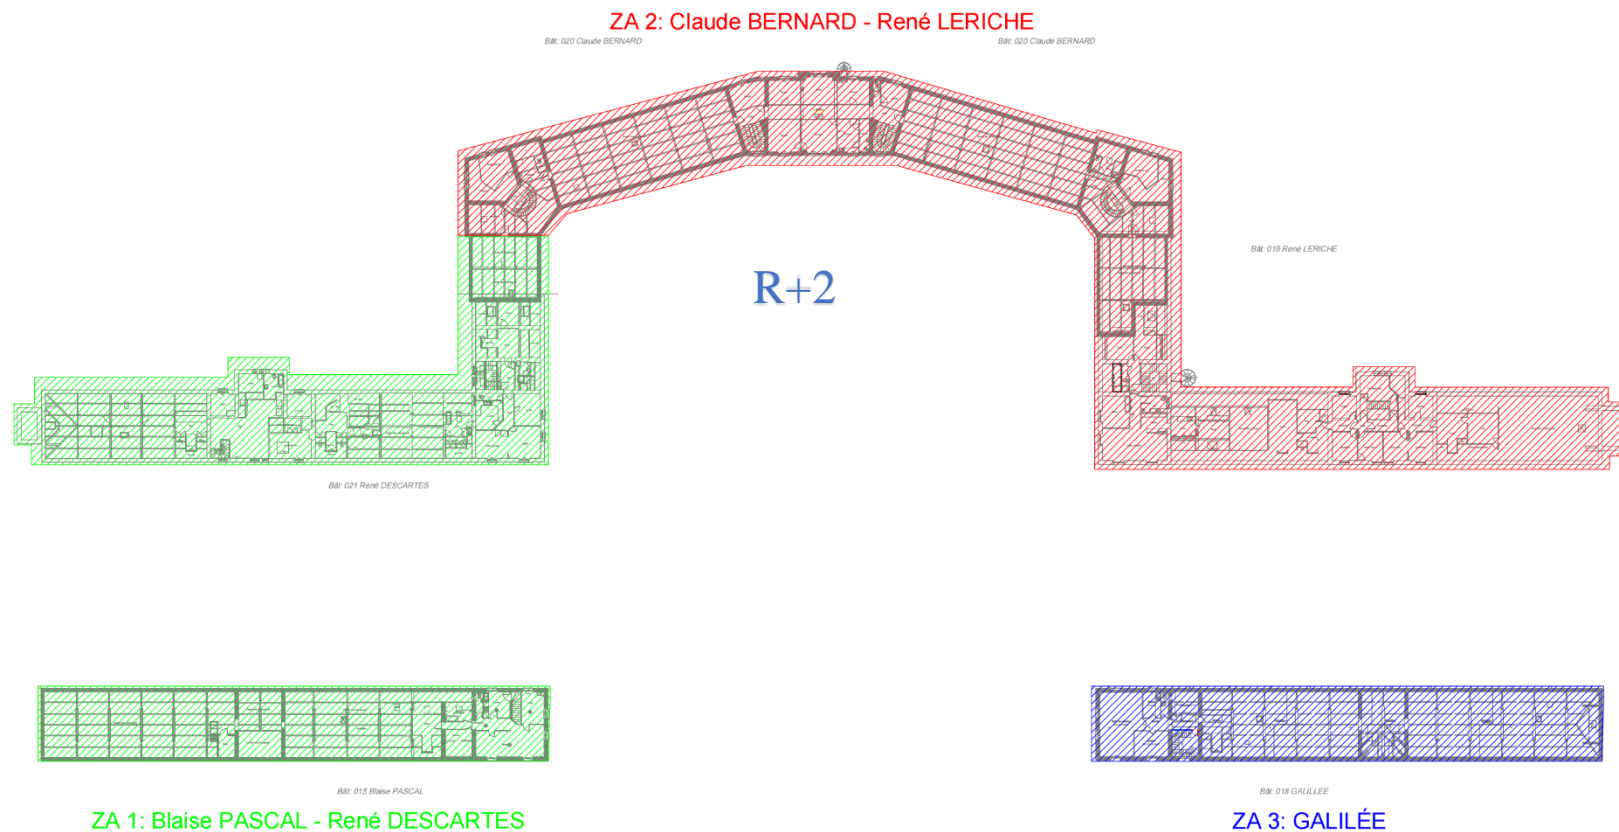 ZA 2: Claude BERNARD - René LERICHE
Bât: 020 Claude BERNARD
Bât: 020 Claude BERNARD
Bât: 019 René LERICHE
R+2
Bât: 021 René DESCARTES
Bât: 015 Blaise PASCAL
Bât: 018 GALILLEE
ZA 1: Blaise PASCAL - René DESCARTES
ZA 3: GALILÉE